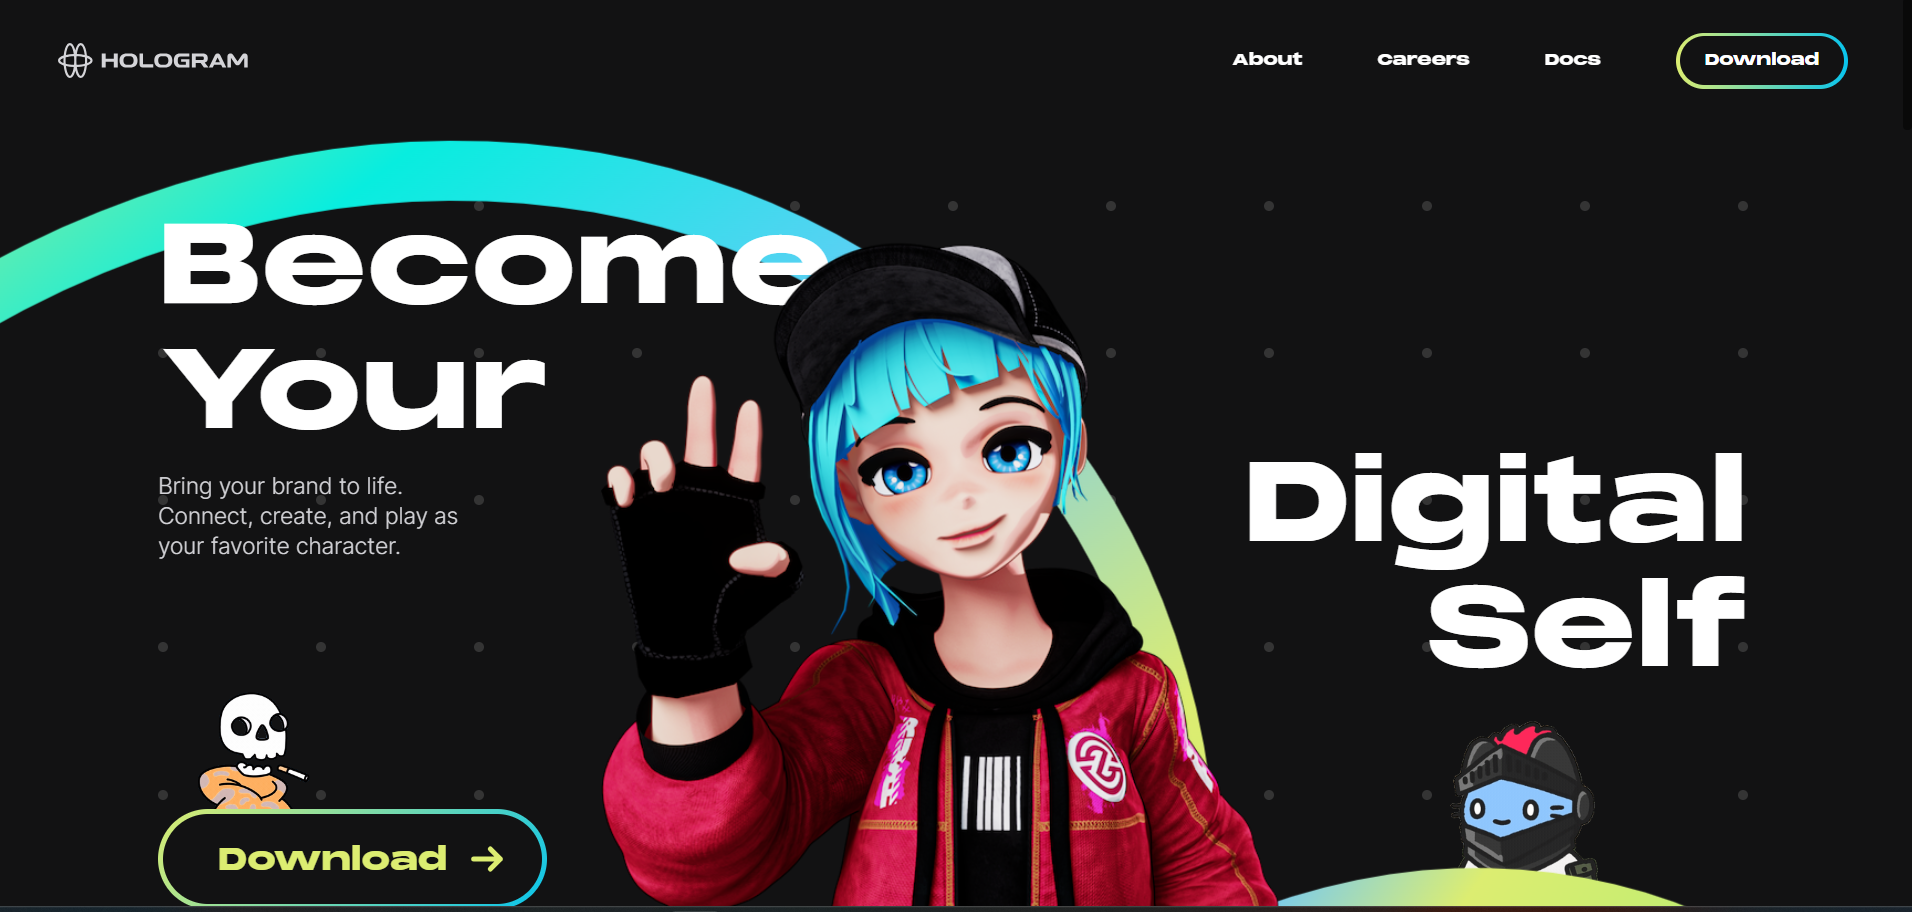 HOLOGRAM
About
Careers
Docs
Download
Become
Your
Bring your brand to life.
Connect, create, and play as
your favorite character.
Digital
Self
Download